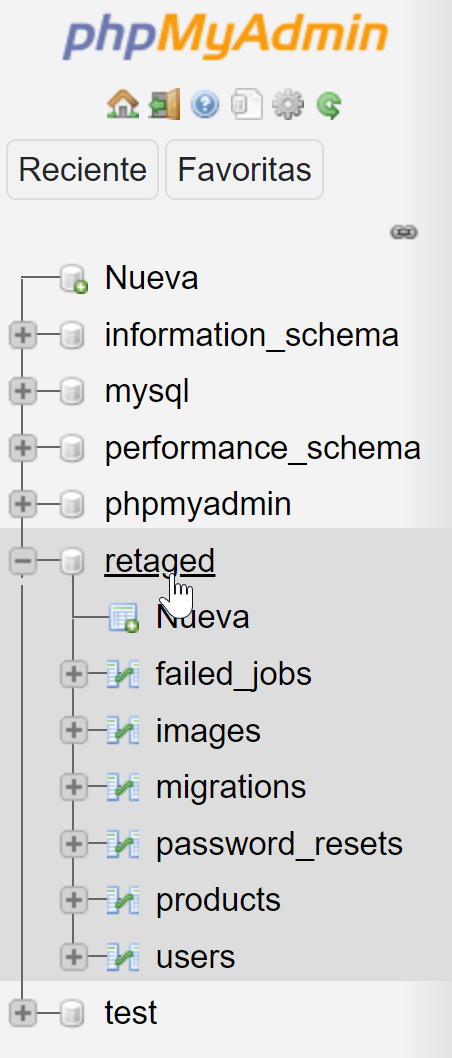 phpMyAdmin
Reciente Favoritas
Nueva
information_schema
mysql
performance_schema
phpmyadmin
retaged
Nueva
failed_jobs
images
migrations
password_resets
products
users
test